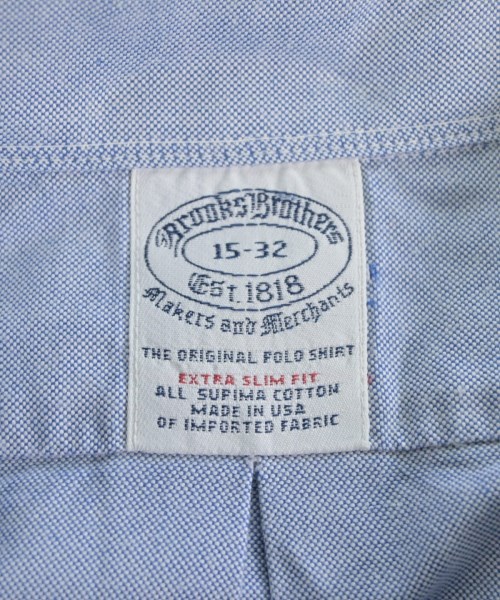 Brooks Brothers
15-32
Est. 1818
Makers and Merchants
THE ORIGINAL POLO SHIRT
EXTRA SLIM FIT
ALL SUPIMA COTTON
MADE IN USA
OF IMPORTED FABRIC